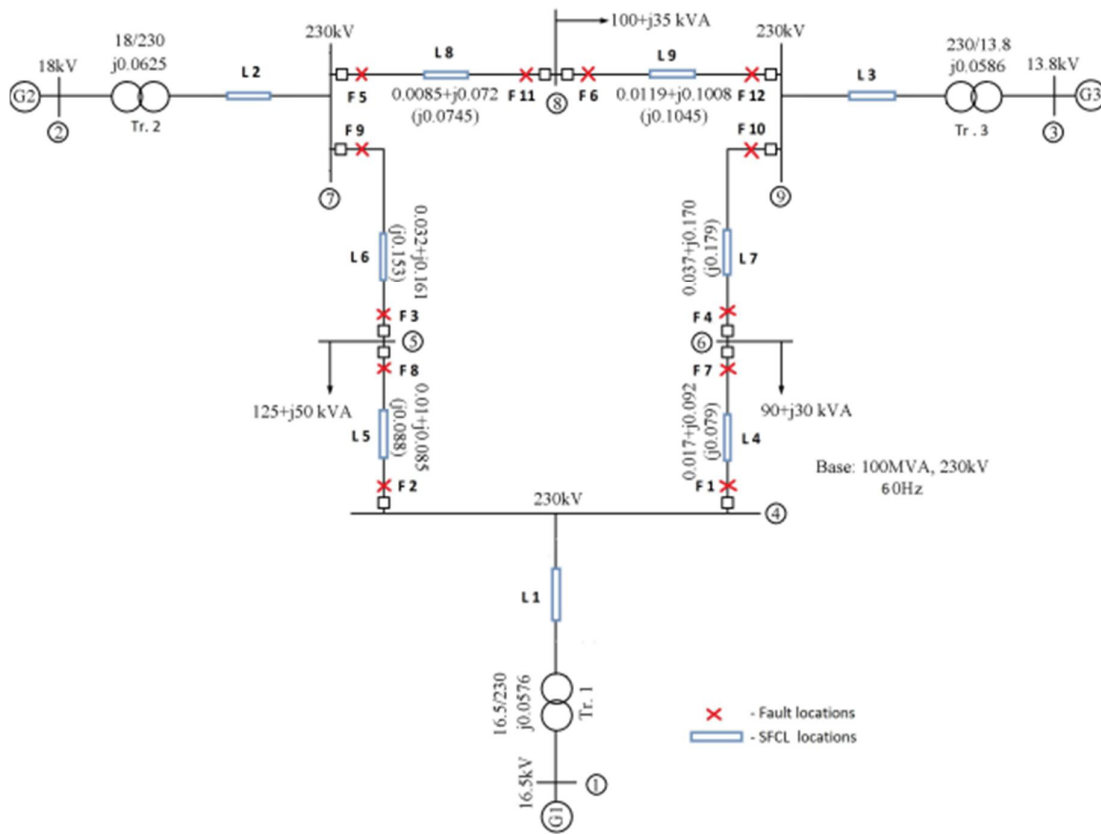 18/230
j0.0625
18kV
G2
②
Tr. 2
L 2
230kV
⑦
F 5
L 8
0.0085+j0.072
(j0.0745)
F 11
100+j35 kVA
⑧
F 6
L 9
0.0119+j0.1008
(j0.1045)
F 12
230kV
L 3
230/13.8
j0.0586
Tr . 3
13.8kV
G3
③
F 9
F 10
⑨
L 6
0.032+j0.161
(j0.153)
0.037+j0.170
(j0.179)
L 7
F 3
⑤
F 4
⑥
F 8
F 7
125+j50 kVA
90+j30 kVA
L 5
0.01+j0.085
(j0.088)
0.017+j0.092
(j0.079)
L 4
F 2
F 1
Base: 100MVA, 230kV
60Hz
230kV
④
L 1
16.5/230
j0.0576
Tr. 1
16.5kV
①
G1
- Fault locations
- SFCL locations